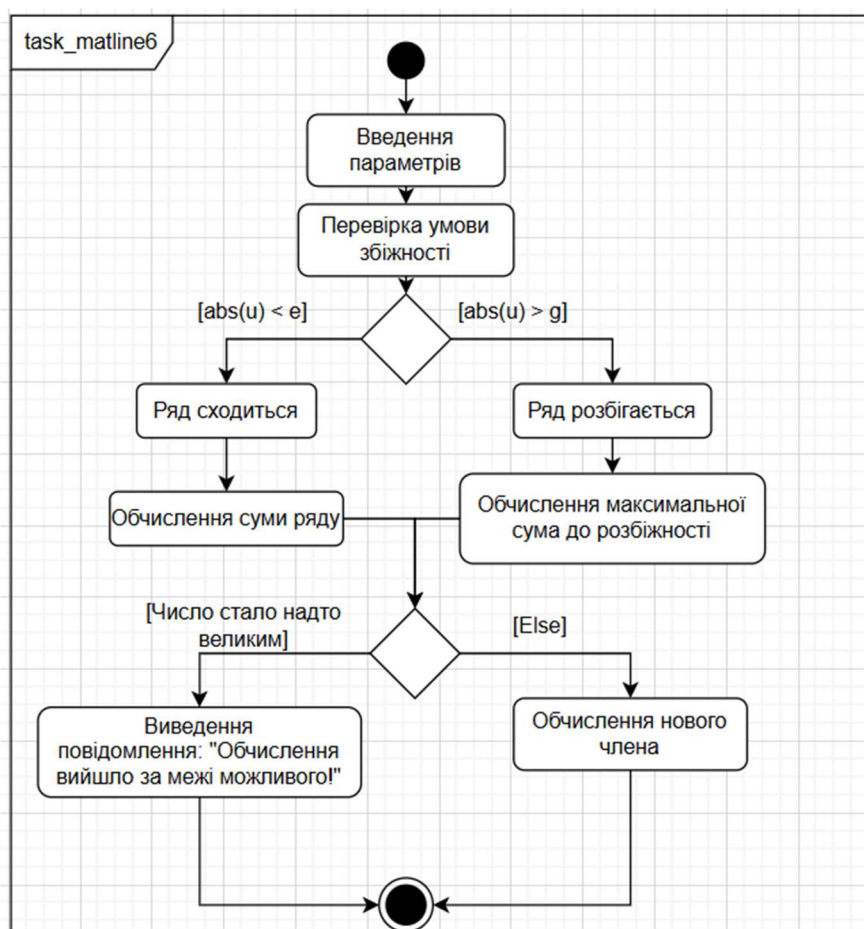 task_matline6
Введення
параметрів
Перевірка умови
збіжності
[abs(u) < e]
[abs(u) > g]
Ряд сходиться
Ряд розбігається
Обчислення суми ряду
Обчислення максимальної
сума до розбіжності
[Число стало надто
великим]
[Else]
Виведення
повідомлення: "Обчислення
вийшло за межі можливого!"
Обчислення нового
члена